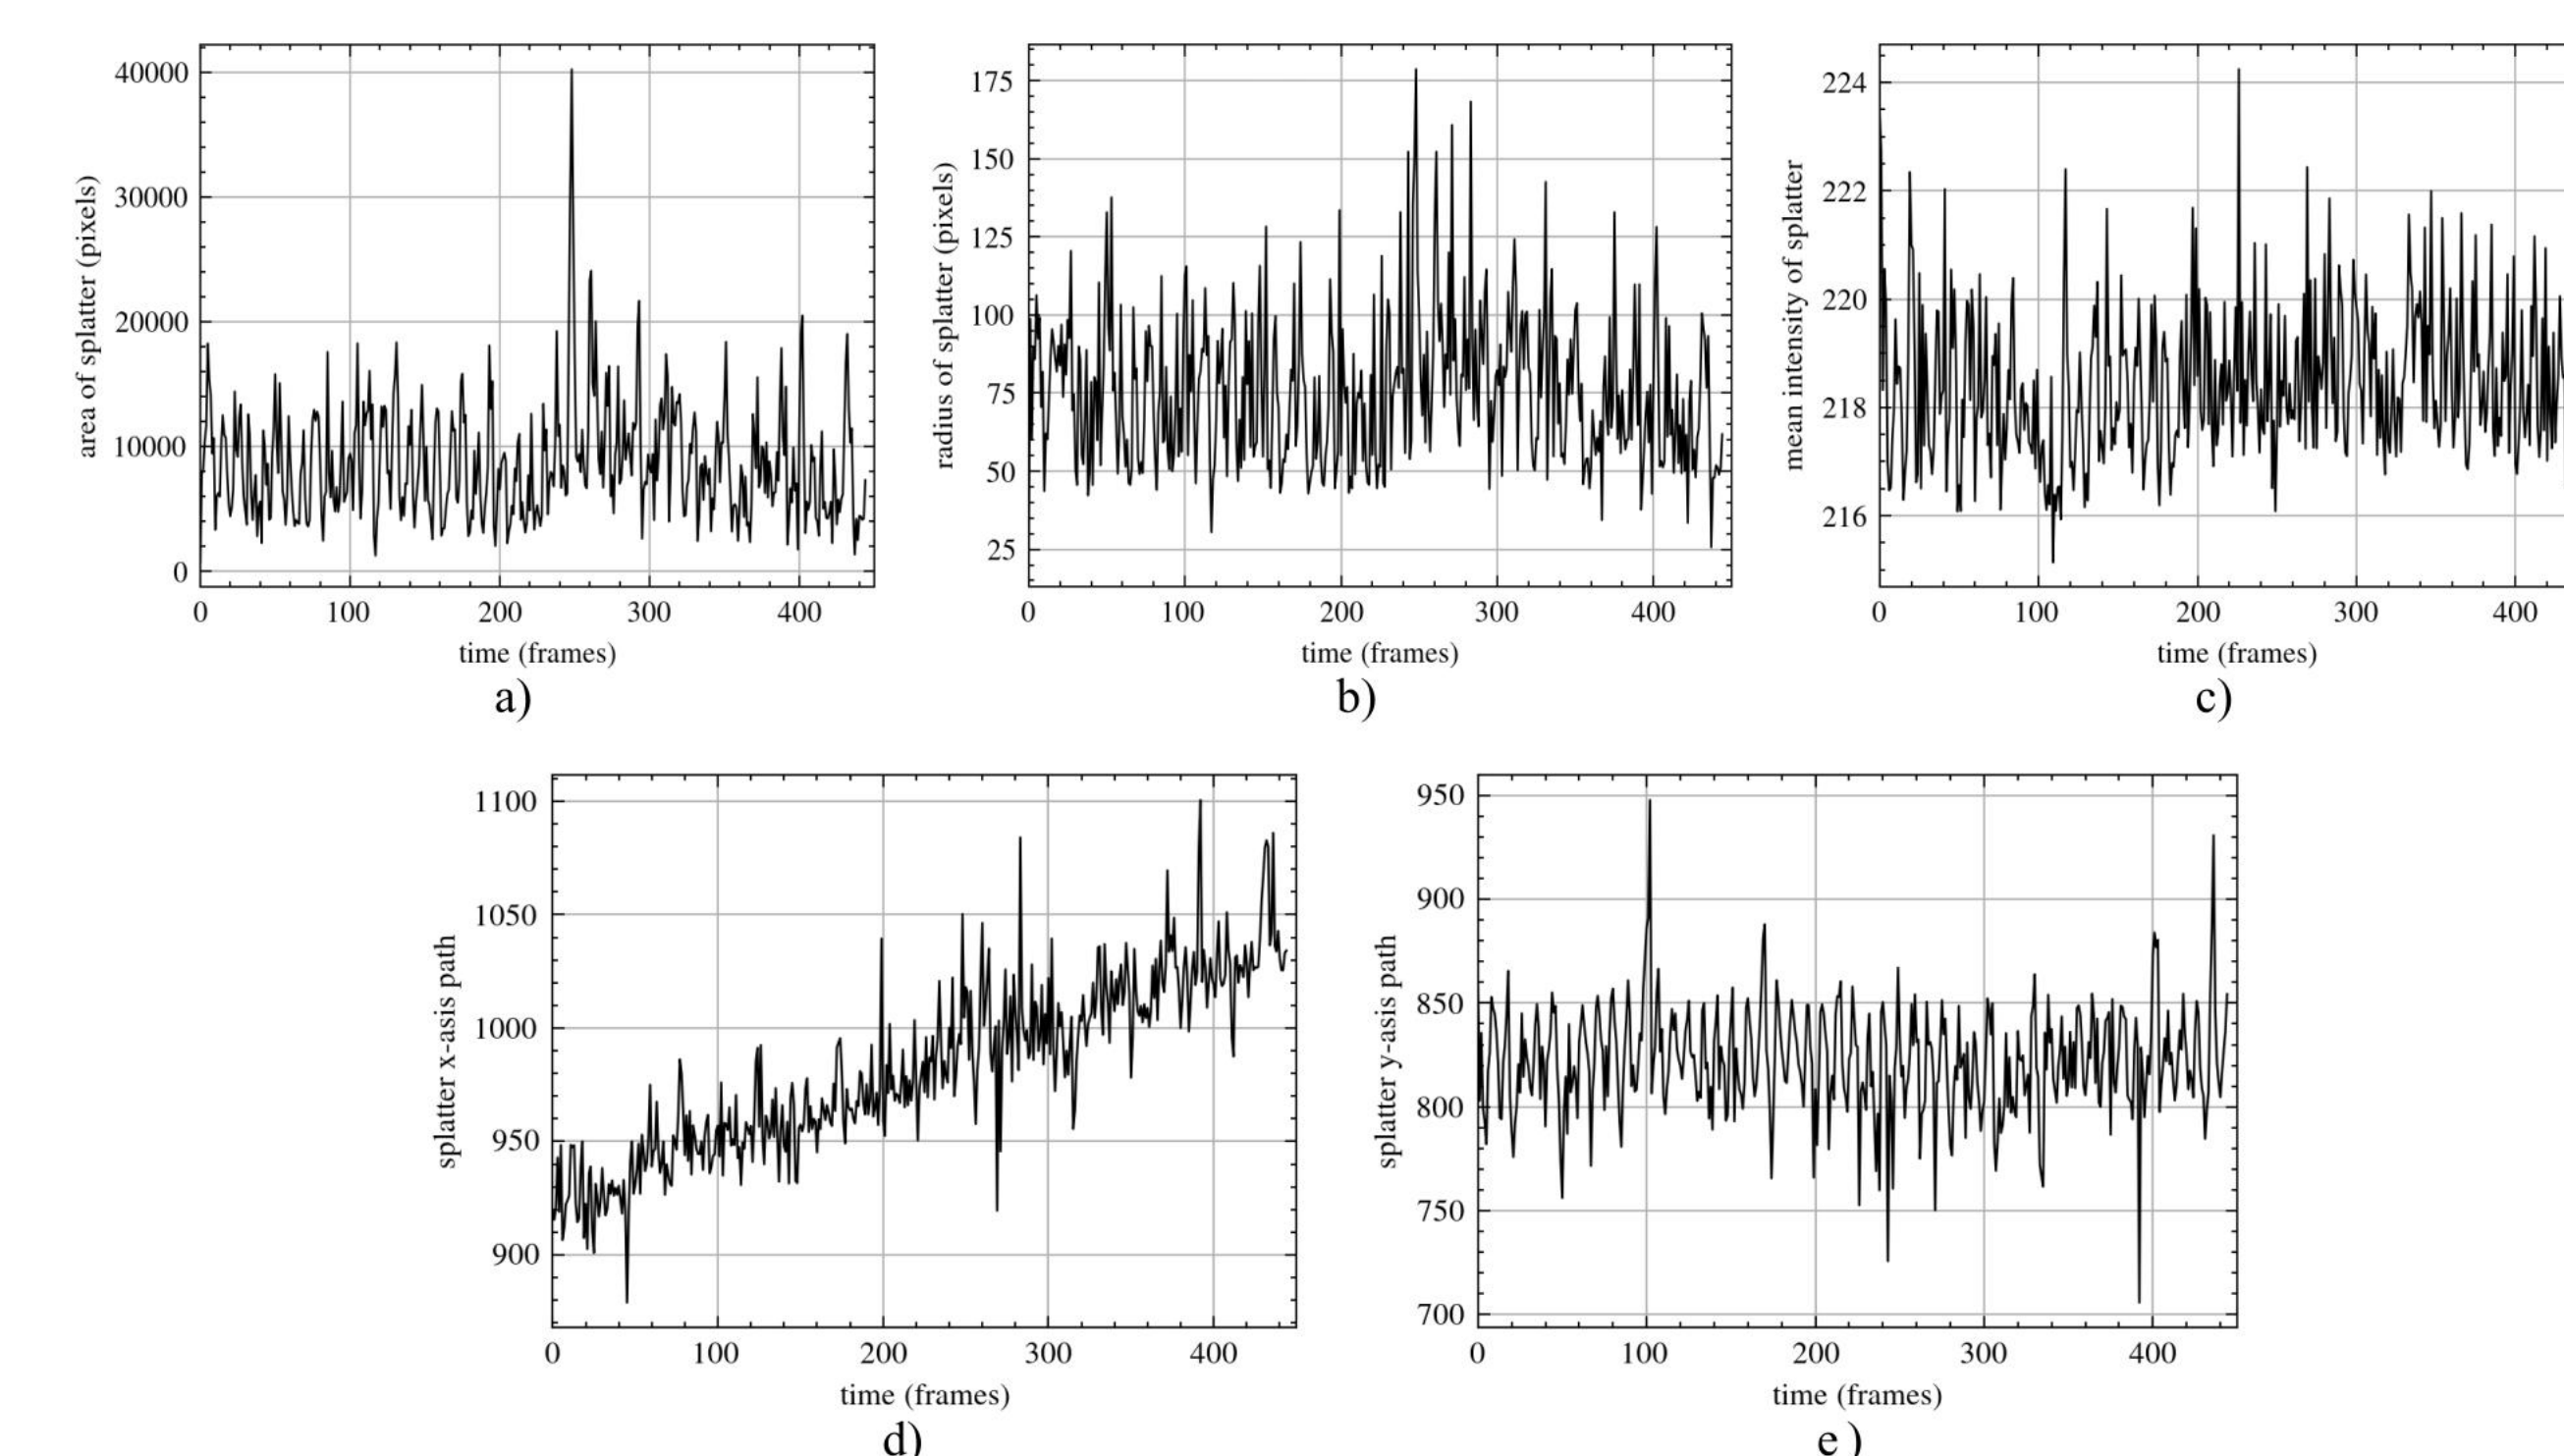 40000
30000
20000
10000
0
area of splatter (pixels)
0 100 200 300 400
time (frames)
a)
175
150
125
100
75
50
25
radius of splatter (pixels)
0 100 200 300 400
time (frames)
b)
224
222
220
218
216
mean intensity of splatter
0 100 200 300 400
time (frames)
c)
1100
1050
1000
950
900
splatter x-asis path
0 100 200 300 400
time (frames)
d)
950
900
850
800
750
700
splatter y-asis path
0 100 200 300 400
time (frames)
e )